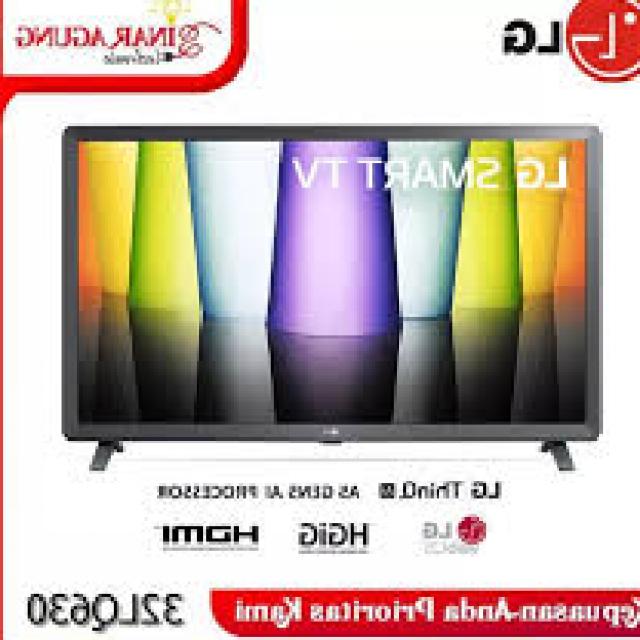 SINAR AGUNG
LG
LG SMART TV
LG ThinQ AI α5 GEN5 AI PROCESSOR
LG
HGiG
HDMI
Kepuasan Anda Prioritas Kami
32LQ630